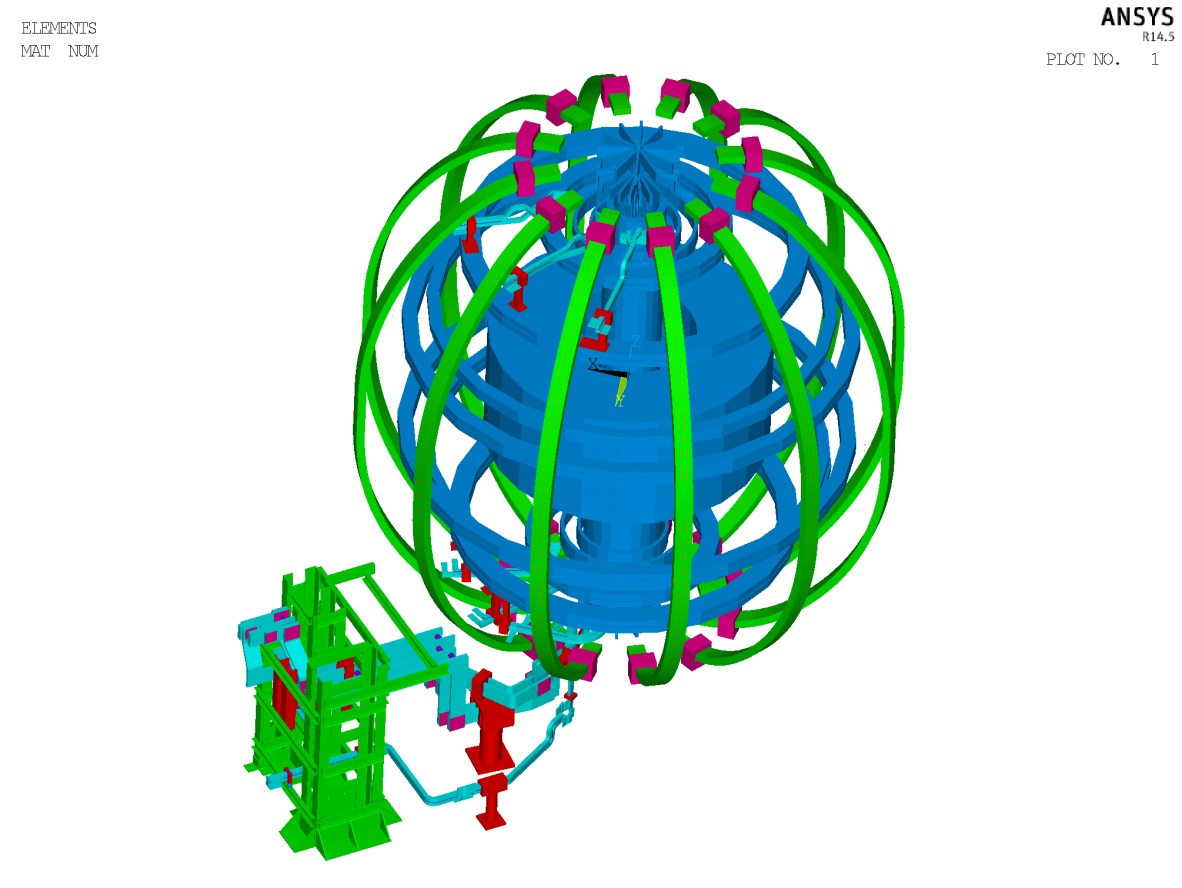 ELEMENTS
MAT NUM
ANSYS
R14.5
PLOT NO. 1
Z
X
Y